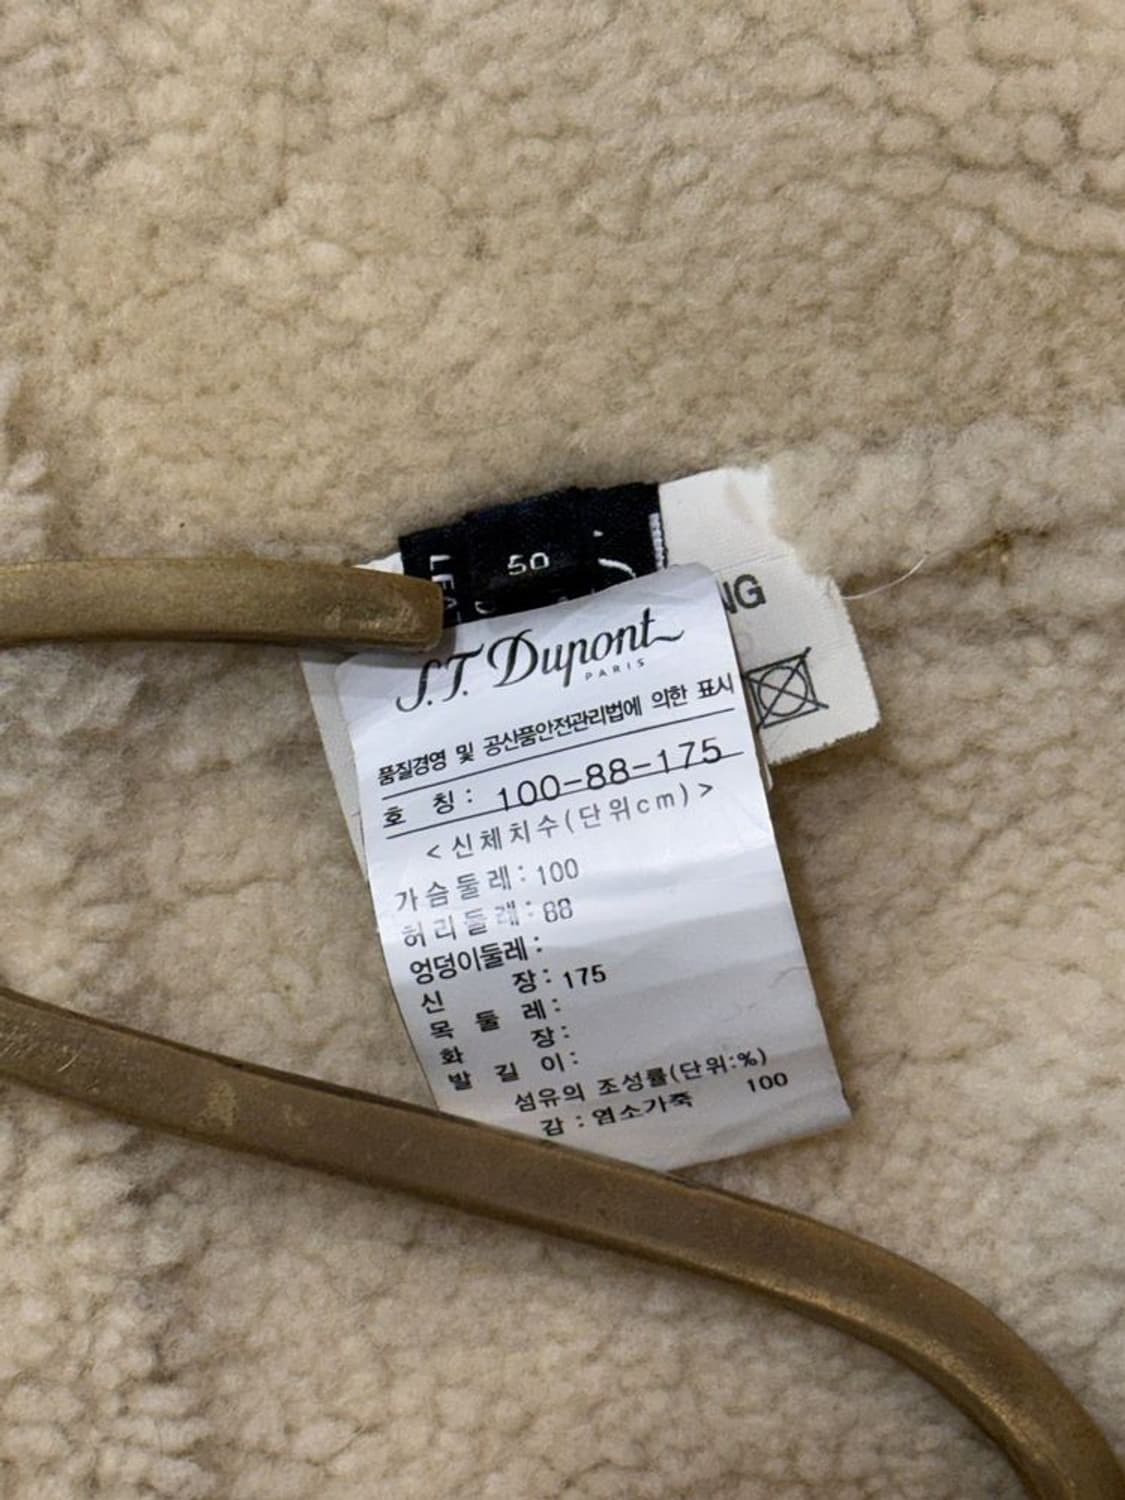 50
LEA
NG
S.T. Dupont
PARIS
품질경영 및 공산품안전관리법에 의한 표시
호 칭: 100-88-175
<신체치수(단위cm)>
가슴둘레: 100
허리둘레: 88
엉덩이둘레:
신 장: 175
목 둘 레:
화 장:
발 길 이:
섬유의 조성률(단위:%)
겉감 : 염소가죽 100